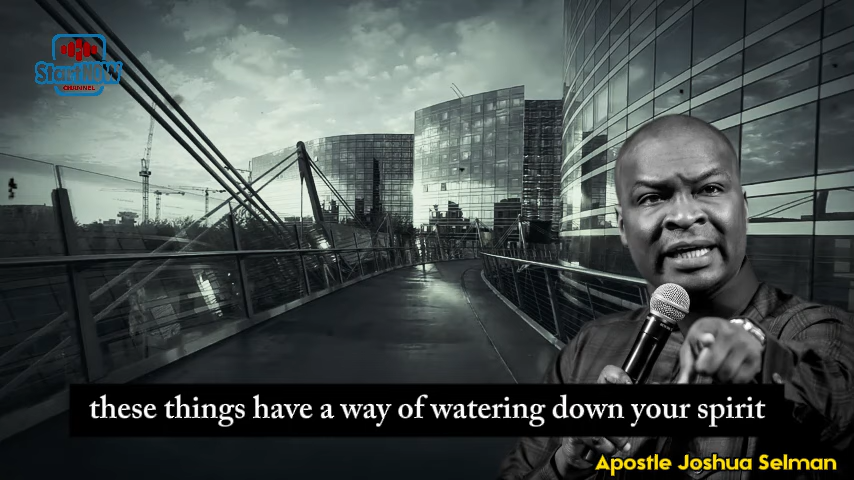 StartNOW
CHANNEL
these things have a way of watering down your spirit
Apostle Joshua Selman